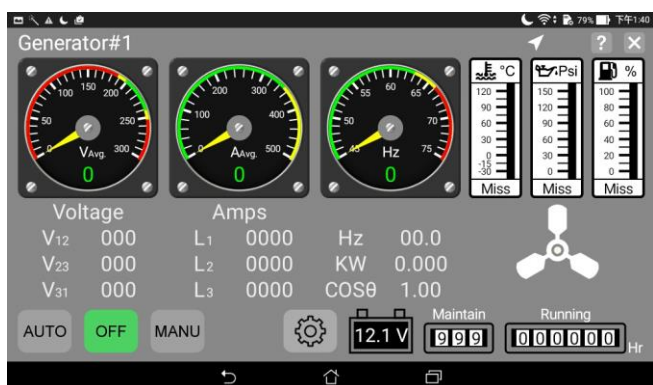 79% 下午1:40
Generator#1 ? ×
50 100 150 200 250 300 0
VAvg.
0
100 200 300 400 500 0
AAvg.
0
45 55 60 65 70 75
Hz
0
°C
120
90
60
30
0
-15
-30
Miss
Psi
150
120
90
60
30
0
Miss
%
100
80
60
40
20
0
Miss
Voltage Amps
V12 000 L1 0000 Hz 00.0
V23 000 L2 0000 KW 0.000
V31 000 L3 0000 COSθ 1.00
AUTO OFF MANU 12.1 V
Maintain Running
999 000000 Hr